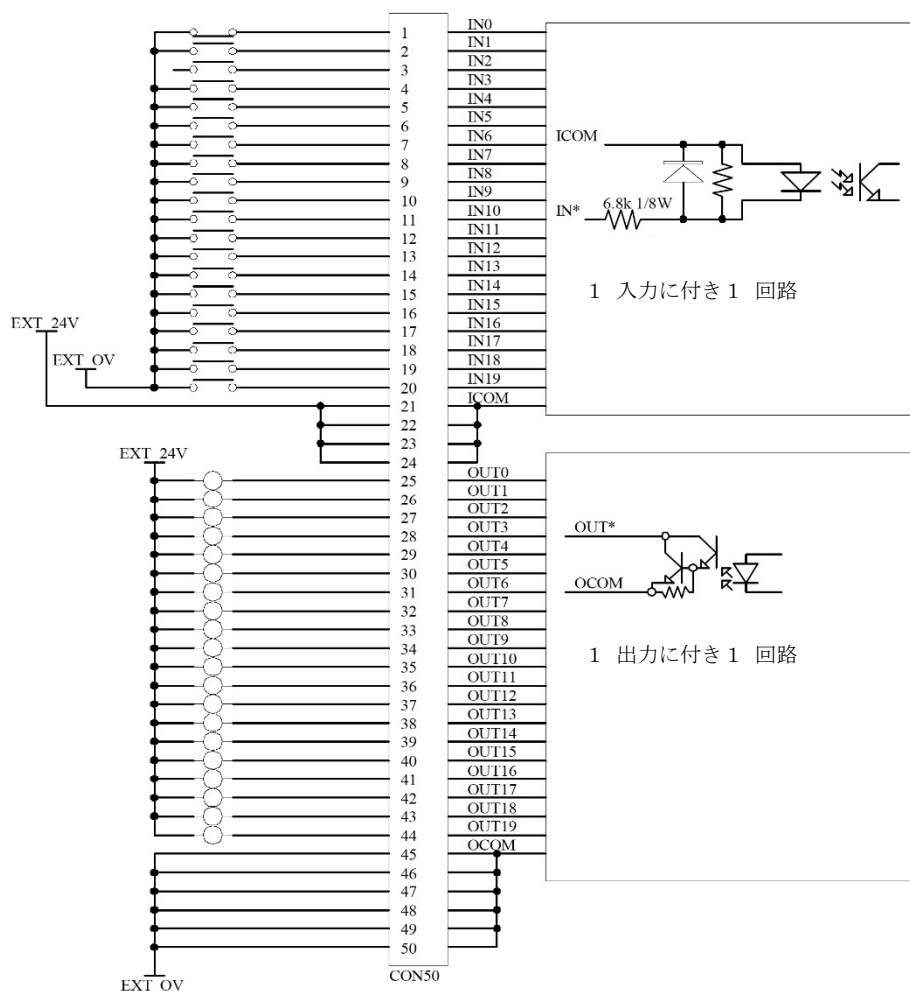 1 IN0
2 IN1
3 IN2
4 IN3
5 IN4
6 IN5
7 IN6
8 IN7
9 IN8
10 IN9
11 IN10
12 IN11
13 IN12
14 IN13
15 IN14
16 IN15
17 IN16
18 IN17
19 IN18
20 IN19
21 ICOM
22
23
24
EXT_24V
EXT_OV
ICOM
IN*
6.8k 1/8W
1 入力に付き1 回路
EXT_24V
25 OUT0
26 OUT1
27 OUT2
28 OUT3
29 OUT4
30 OUT5
31 OUT6
32 OUT7
33 OUT8
34 OUT9
35 OUT10
36 OUT11
37 OUT12
38 OUT13
39 OUT14
40 OUT15
41 OUT16
42 OUT17
43 OUT18
44 OUT19
45 OCOM
46
47
48
49
50
OUT*
OCOM
1 出力に付き1 回路
EXT_OV
CON50